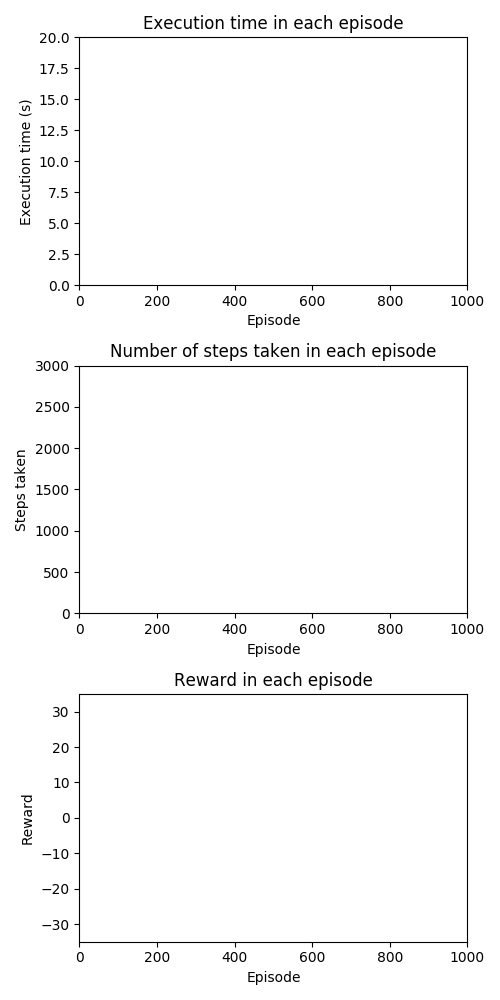 Execution time in each episode
20.0
17.5
15.0
12.5
10.0
7.5
5.0
2.5
0.0
Execution time (s)
0 200 400 600 800 1000
Episode
Number of steps taken in each episode
3000
2500
2000
1500
1000
500
0
Steps taken
0 200 400 600 800 1000
Episode
Reward in each episode
30
20
10
0
−10
−20
−30
Reward
0 200 400 600 800 1000
Episode